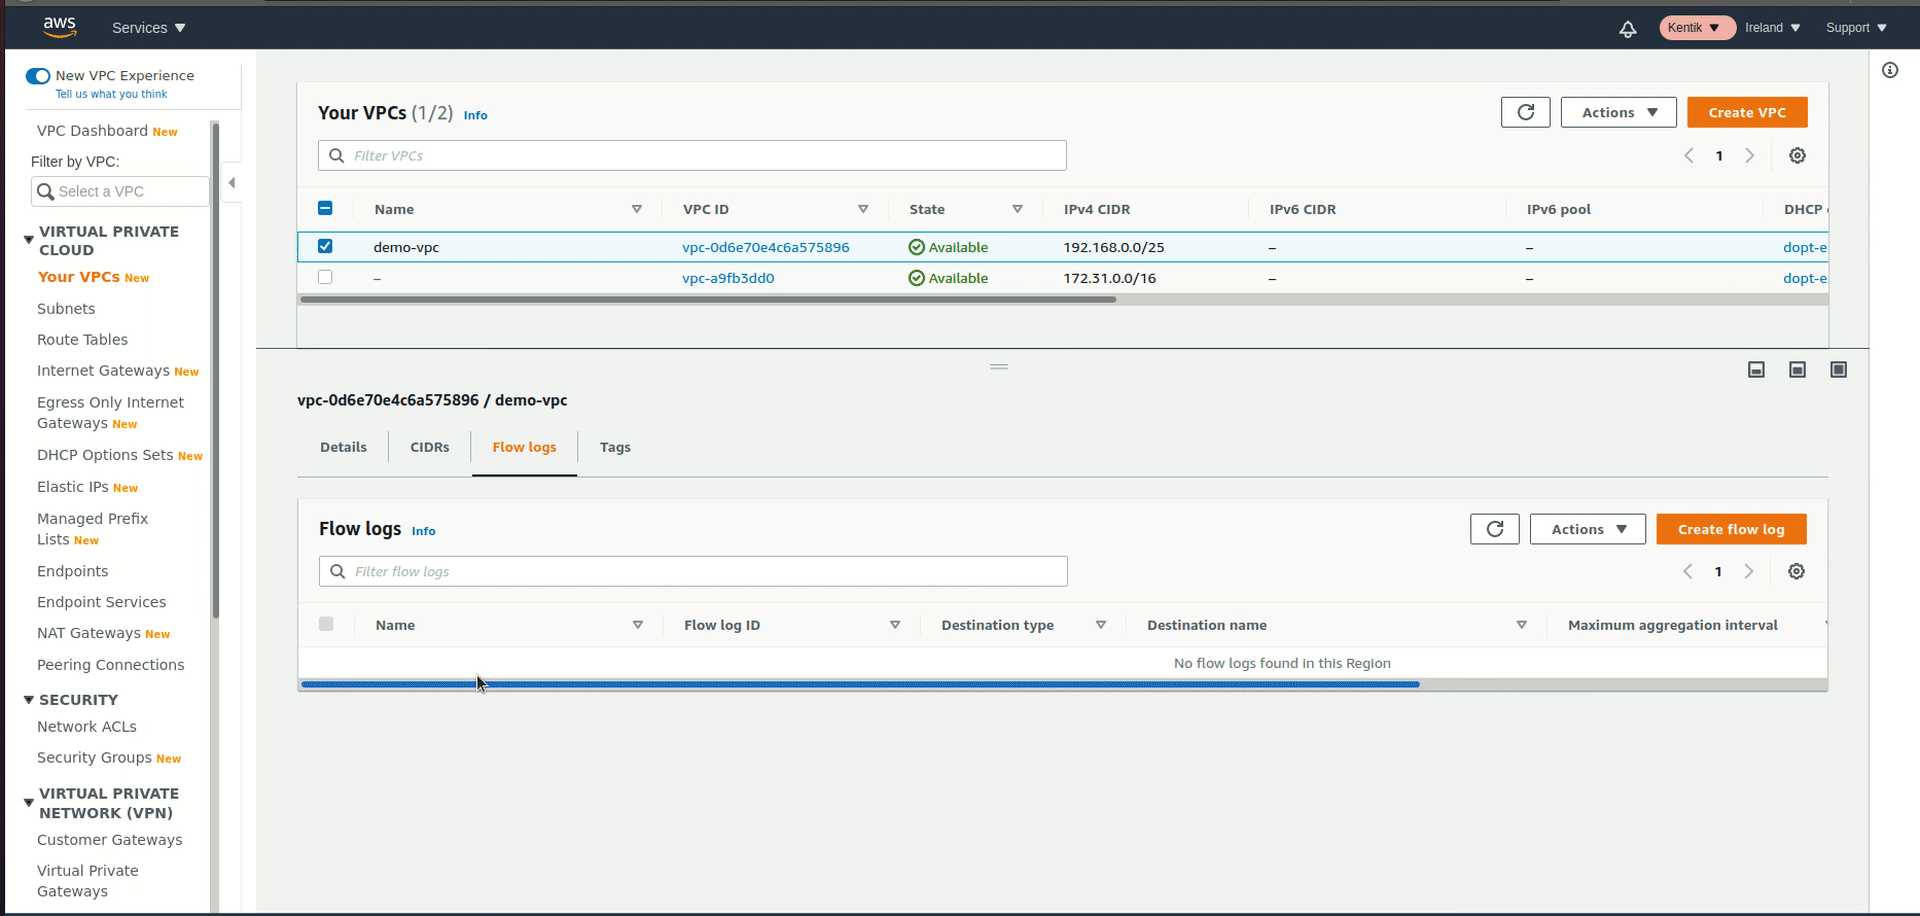 aws
Services
Kentik
Ireland
Support
New VPC Experience
Tell us what you think
VPC Dashboard New
Filter by VPC:
Select a VPC
VIRTUAL PRIVATE
CLOUD
Your VPCs New
Subnets
Route Tables
Internet Gateways New
Egress Only Internet
Gateways New
DHCP Options Sets New
Elastic IPs New
Managed Prefix
Lists New
Endpoints
Endpoint Services
NAT Gateways New
Peering Connections
SECURITY
Network ACLs
Security Groups New
VIRTUAL PRIVATE
NETWORK (VPN)
Customer Gateways
Virtual Private
Gateways
Your VPCs (1/2) Info
Actions
Create VPC
Filter VPCs
1
Name VPC ID State IPv4 CIDR IPv6 CIDR IPv6 pool DHCP
demo-vpc vpc-0d6e70e4c6a575896 Available 192.168.0.0/25 – – dopt-e
– vpc-a9fb3dd0 Available 172.31.0.0/16 – – dopt-e
vpc-0d6e70e4c6a575896 / demo-vpc
Details CIDRs Flow logs Tags
Flow logs Info
Actions
Create flow log
Filter flow logs
1
Name Flow log ID Destination type Destination name Maximum aggregation interval
No flow logs found in this Region